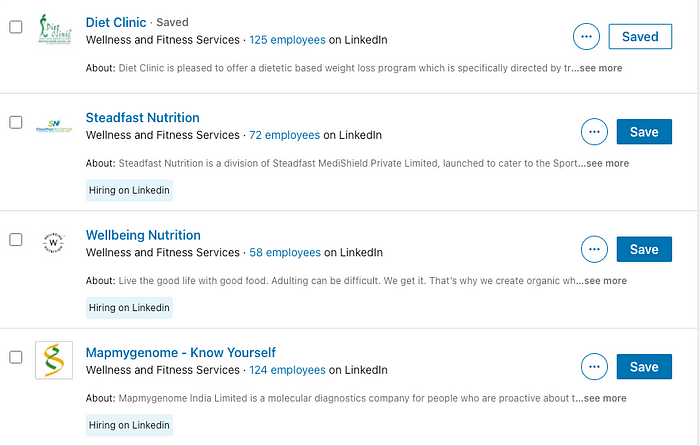 Diet Clinic · Saved
Wellness and Fitness Services · 125 employees on LinkedIn
Saved
About: Diet Clinic is pleased to offer a dietetic based weight loss program which is specifically directed by tr...see more
Steadfast Nutrition
Wellness and Fitness Services · 72 employees on LinkedIn
Save
About: Steadfast Nutrition is a division of Steadfast MediShield Private Limited, launched to cater to the Sport...see more
Hiring on Linkedin
Wellbeing Nutrition
Wellness and Fitness Services · 58 employees on LinkedIn
Save
About: Live the good life with good food. Adulting can be difficult. We get it. That's why we create organic wh...see more
Hiring on Linkedin
Mapmygenome - Know Yourself
Wellness and Fitness Services · 124 employees on LinkedIn
Save
About: Mapmygenome India Limited is a molecular diagnostics company for people who are proactive about t...see more
Hiring on Linkedin